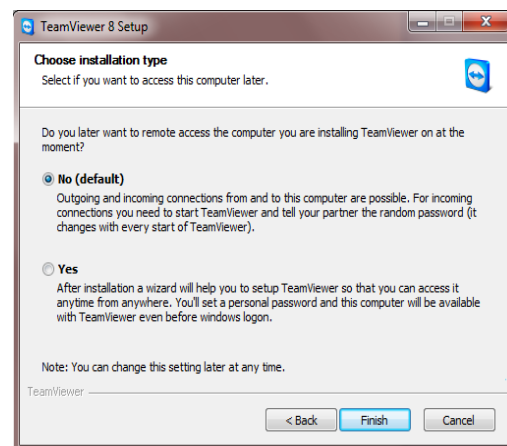 TeamViewer 8 Setup
Choose installation type
Select if you want to access this computer later.
Do you later want to remote access the computer you are installing TeamViewer on at the
moment?
No (default)
Outgoing and incoming connections from and to this computer are possible. For incoming
connections you need to start TeamViewer and tell your partner the random password (it
changes with every start of TeamViewer).
Yes
After installation a wizard will help you to setup TeamViewer so that you can access it
anytime from anywhere. You'll set a personal password and this computer will be available
with TeamViewer even before windows logon.
Note: You can change this setting later at any time.
TeamViewer
< Back Finish Cancel